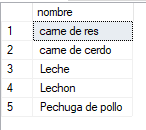 nombre
1 carne de res
2 carne de cerdo
3 Leche
4 Lechon
5 Pechuga de pollo